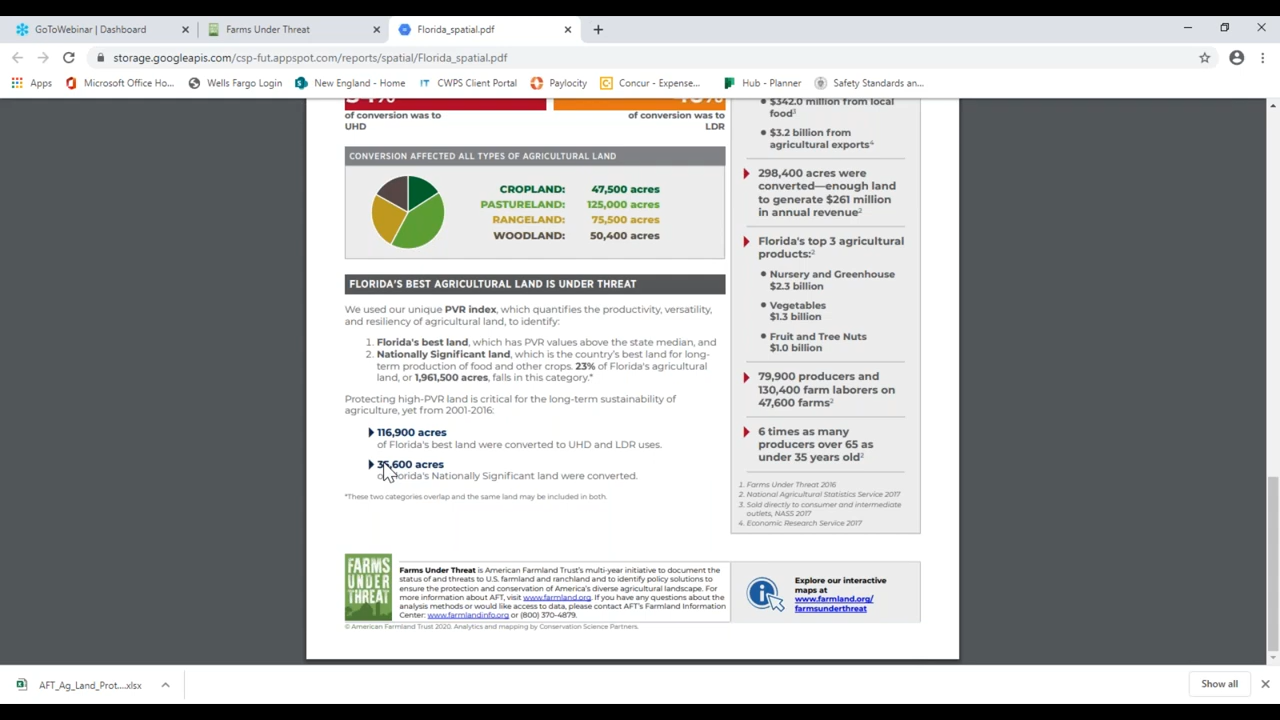 GoToWebinar | Dashboard
Farms Under Threat
Florida_spatial.pdf
storage.googleapis.com/csp-fut.appspot.com/reports/spatial/Florida_spatial.pdf
Apps
Microsoft Office Ho...
Wells Fargo Login
New England - Home
CWPS Client Portal
Paylocity
Concur - Expense...
Hub - Planner
Safety Standards an...
of conversion was to
UHD
of conversion was to
LDR
CONVERSION AFFECTED ALL TYPES OF AGRICULTURAL LAND
CROPLAND: 47,500 acres
PASTURELAND: 125,000 acres
RANGELAND: 75,500 acres
WOODLAND: 50,400 acres
FLORIDA'S BEST AGRICULTURAL LAND IS UNDER THREAT
We used our unique PVR index, which quantifies the productivity, versatility,
and resiliency of agricultural land, to identify:
1. Florida's best land, which has PVR values above the state median, and
2. Nationally Significant land, which is the country's best land for long-
term production of food and other crops. 23% of Florida's agricultural
land, or 1,961,500 acres, falls in this category.*
Protecting high-PVR land is critical for the long-term sustainability of
agriculture, yet from 2001-2016:
116,900 acres
of Florida's best land were converted to UHD and LDR uses.
acres
Florida's Nationally Significant land were converted.
*These two categories overlap and the same land may be included in both.
• $342.0 million from local
food³
• $3.2 billion from
agricultural exports⁴
298,400 acres were
converted—enough land
to generate $261 million
in annual revenue²
Florida's top 3 agricultural
products:²
• Nursery and Greenhouse
$2.3 billion
• Vegetables
$1.3 billion
• Fruit and Tree Nuts
$1.0 billion
79,900 producers and
130,400 farm laborers on
47,600 farms²
6 times as many
producers over 65 as
under 35 years old²
1. Farms Under Threat 2016
2. National Agricultural Statistics Service 2017
3. Sold directly to consumer and intermediate
outlets, NASS 2017
4. Economic Research Service 2017
FARMS
UNDER
THREAT
Farms Under Threat is American Farmland Trust's multi-year initiative to document the
status of and threats to U.S. farmland and ranchland and to identify policy solutions to
ensure the protection and conservation of America's diverse agricultural landscape. For
more information about AFT, visit www.farmland.org. If you have any questions about the
analysis methods or would like access to data, please contact AFT's Farmland Information
Center: www.farmlandinfo.org or (800) 370-4879.
© American Farmland Trust 2020. Analytics and mapping by Conservation Science Partners.
Explore our interactive
maps at
www.farmland.org/
farmsunderthreat
AFT_Ag_Land_Prot....xlsx
Show all